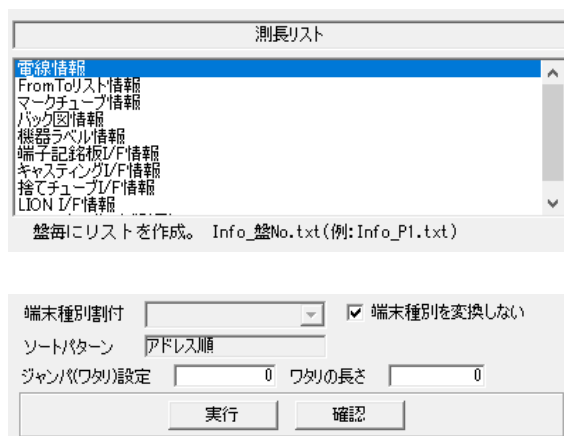 測長リスト
電線情報
FromToリスト情報
マークチューブ情報
バック図情報
機器ラベル情報
端子記銘板I/F情報
キャスティングI/F情報
捨てチューブI/F情報
LION I/F情報
盤毎にリストを作成。 Info_盤No.txt(例:Info_P1.txt)
端末種別割付 端末種別を変換しない
ソートパターン アドレス順
ジャンパ(ワタリ)設定 0 ワタリの長さ 0
実行 確認